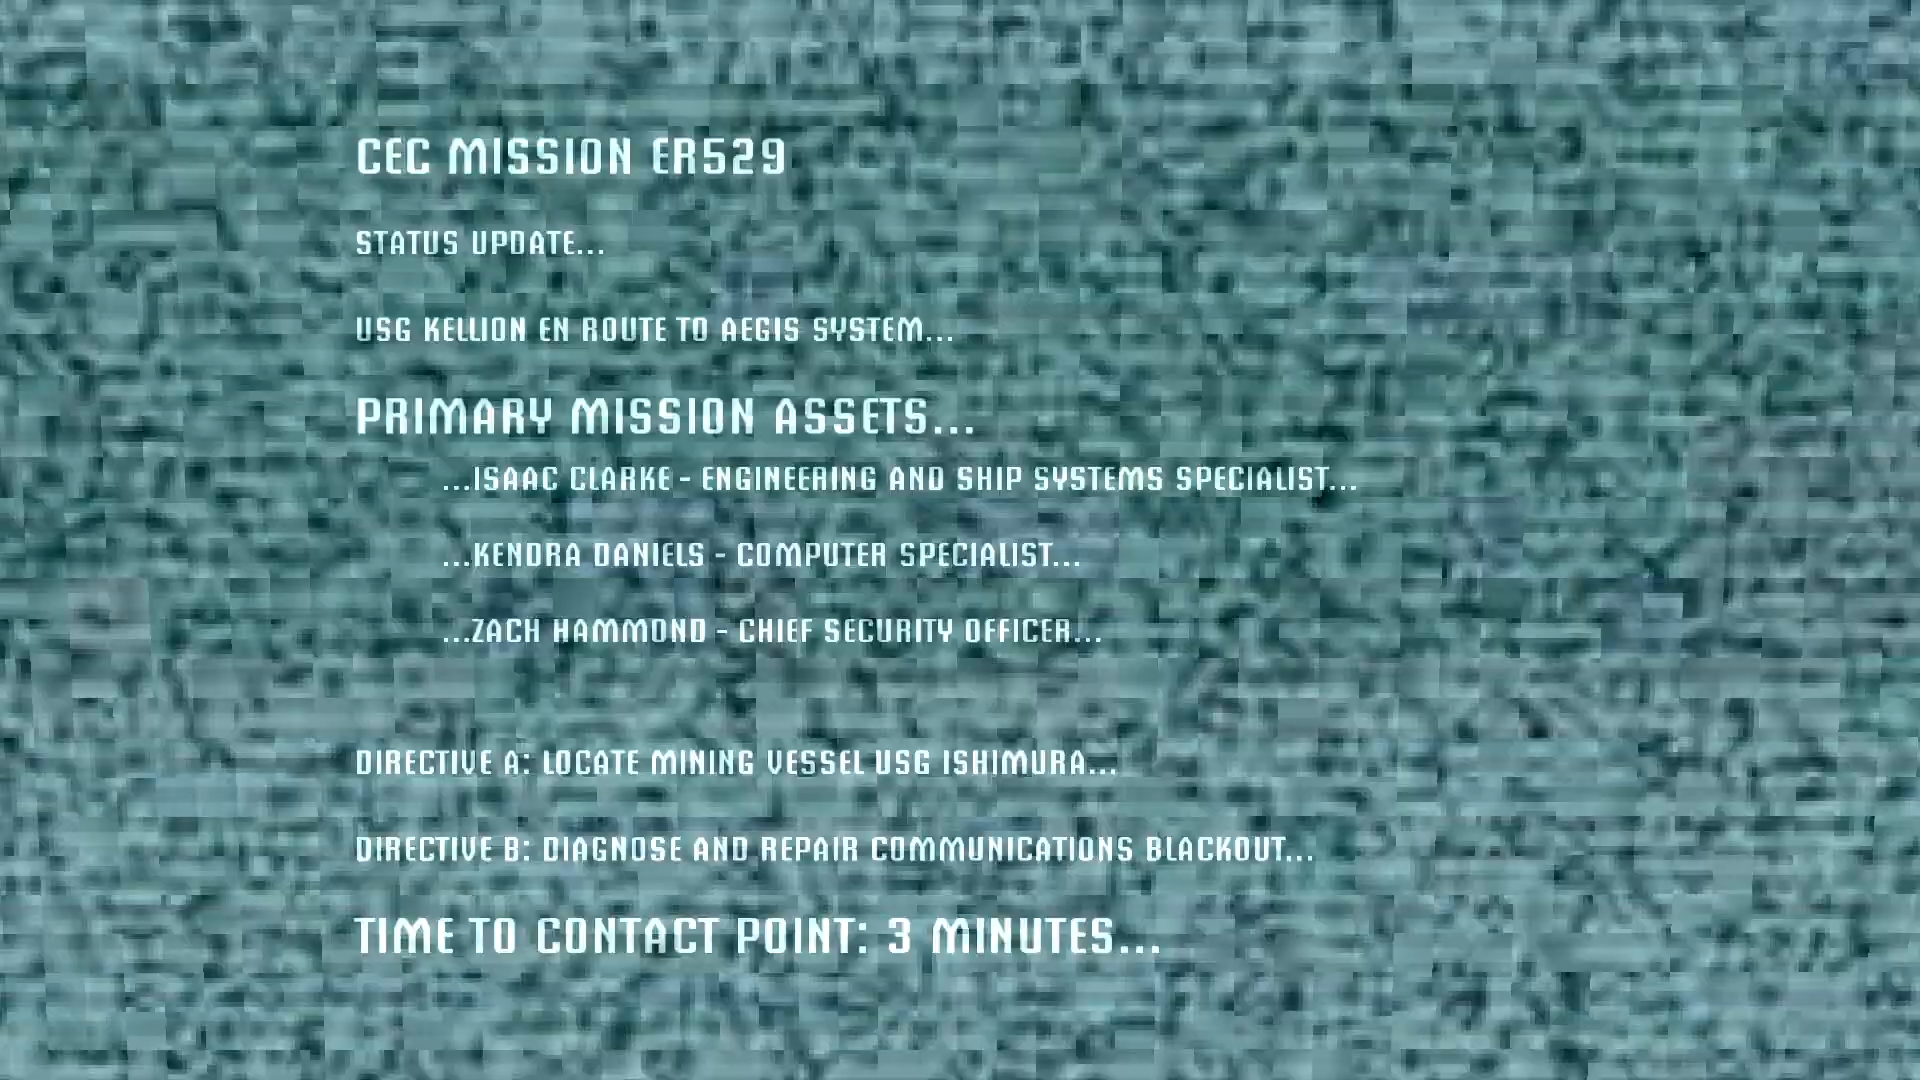 CEC MISSION ER529
STATUS UPDATE...
USG KELLION EN ROUTE TO AEGIS SYSTEM...
PRIMARY MISSION ASSETS...
...ISAAC CLARKE - ENGINEERING AND SHIP SYSTEMS SPECIALIST...
...KENDRA DANIELS - COMPUTER SPECIALIST...
...ZACH HAMMOND - CHIEF SECURITY OFFICER...
DIRECTIVE A: LOCATE MINING VESSEL USG ISHIMURA...
DIRECTIVE B: DIAGNOSE AND REPAIR COMMUNICATIONS BLACKOUT...
TIME TO CONTACT POINT: 3 MINUTES...